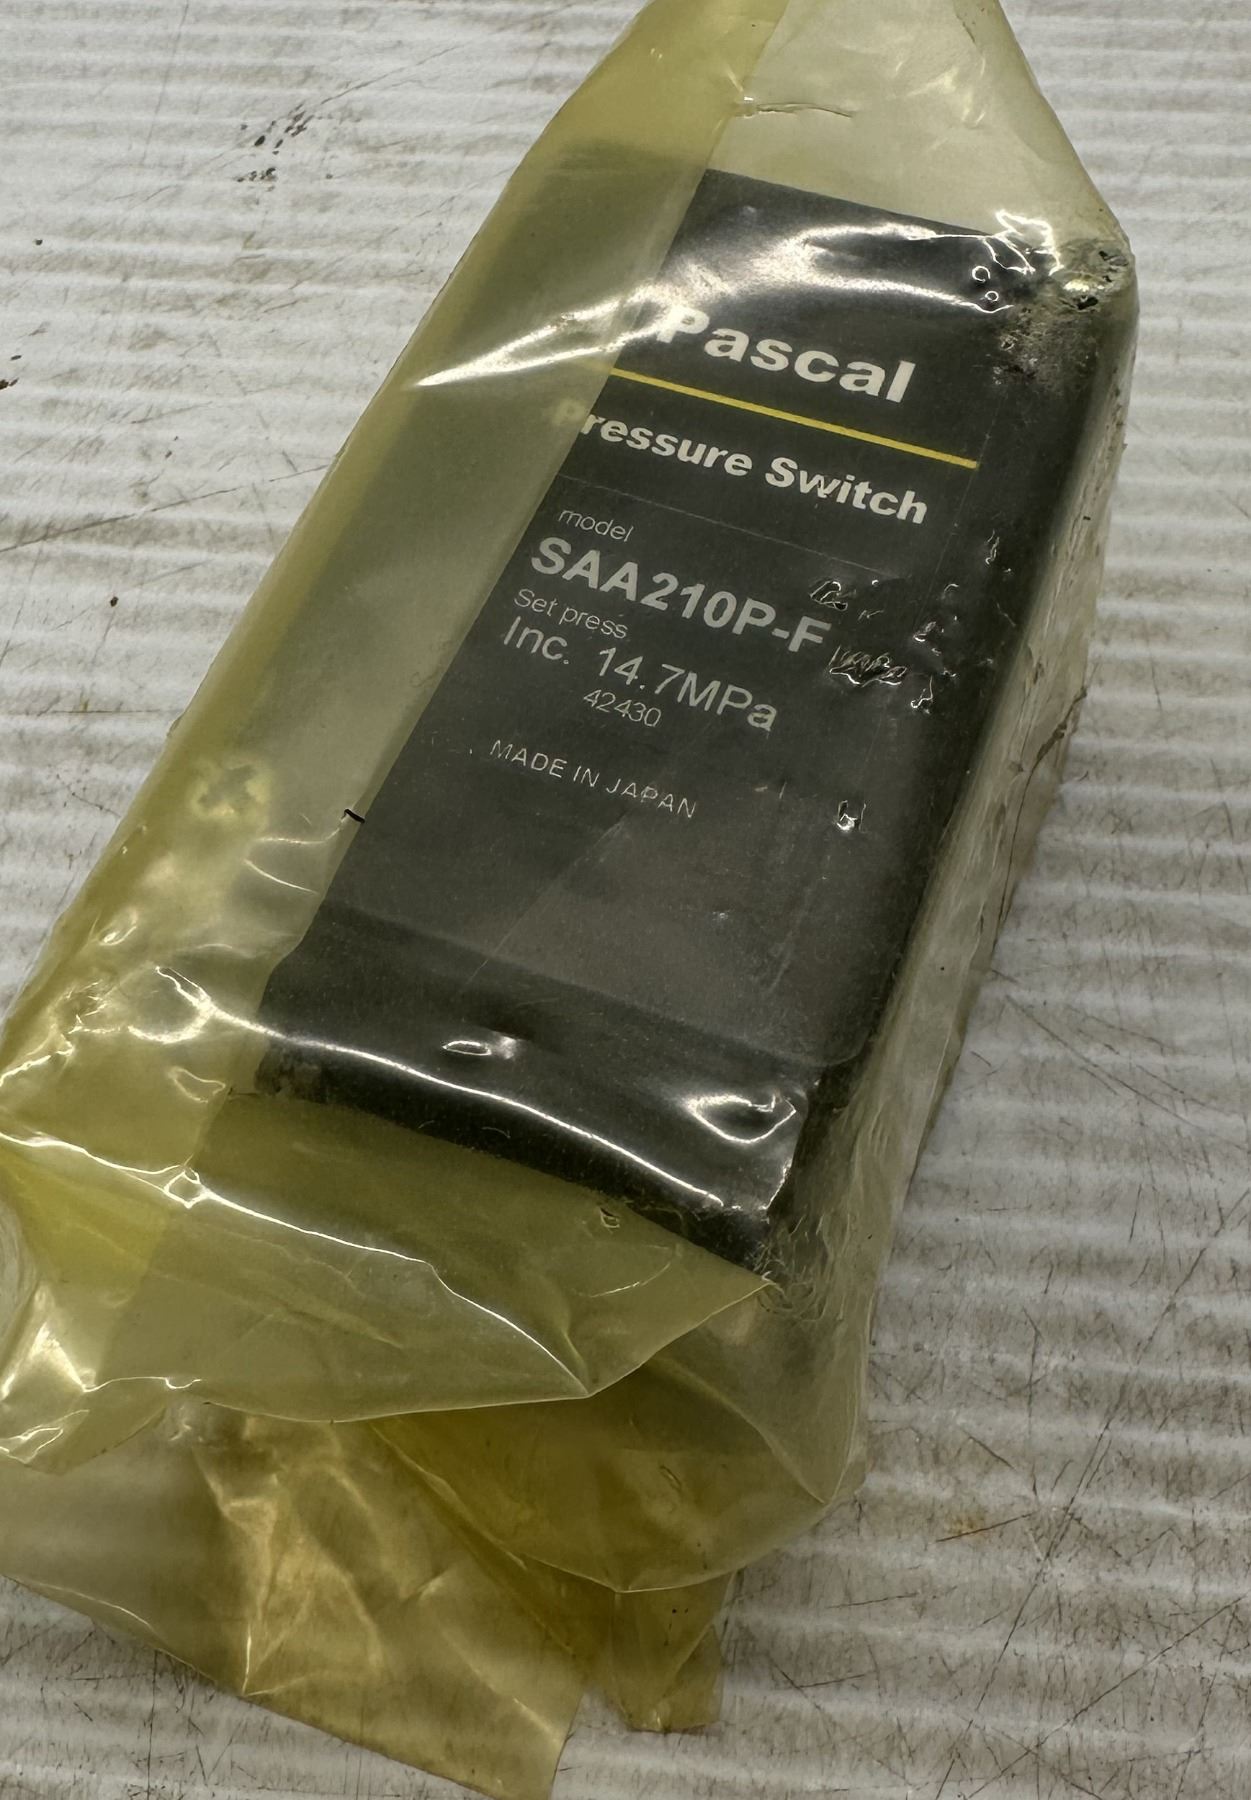 Pascal
Pressure Switch
model
SAA210P-F
Set press
Inc. 14.7MPa
42430
MADE IN JAPAN